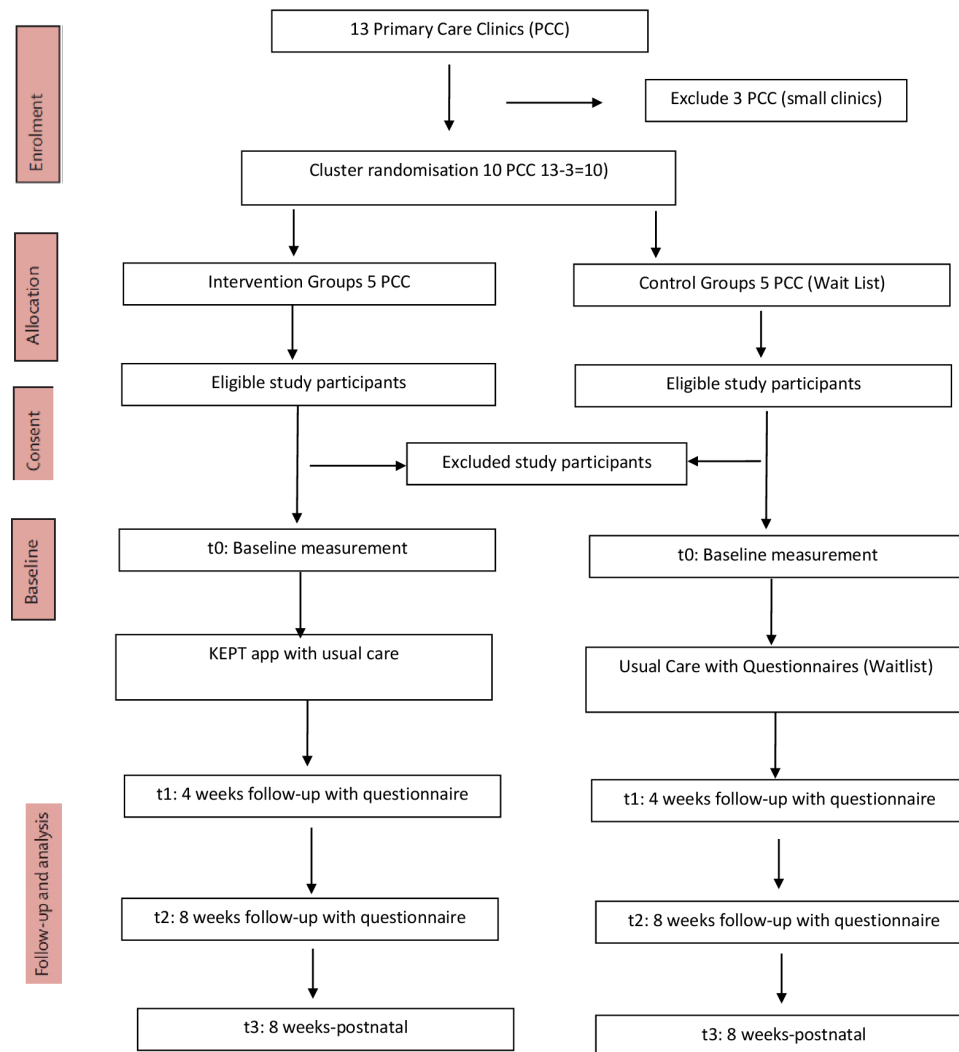 13 Primary Care Clinics (PCC)
Exclude 3 PCC (small clinics)
Enrolment
Cluster randomisation 10 PCC 13-3=10)
Allocation
Intervention Groups 5 PCC
Control Groups 5 PCC (Wait List)
Eligible study participants
Eligible study participants
Consent
Excluded study participants
Baseline
t0: Baseline measurement
t0: Baseline measurement
KEPT app with usual care
Usual Care with Questionnaires (Waitlist)
Follow-up and analysis
t1: 4 weeks follow-up with questionnaire
t1: 4 weeks follow-up with questionnaire
t2: 8 weeks follow-up with questionnaire
t2: 8 weeks follow-up with questionnaire
t3: 8 weeks-postnatal
t3: 8 weeks-postnatal